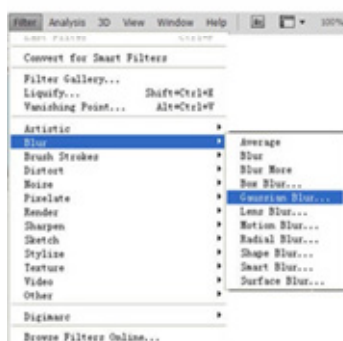 Filter Analysis 3D View Window Help 100%
Last Filter Ctrl+F
Convert for Smart Filters
Filter Gallery...
Liquify... Shift+Ctrl+X
Vanishing Point... Alt+Ctrl+V
Artistic
Blur
Brush Strokes
Distort
Noise
Pixelate
Render
Sharpen
Sketch
Stylize
Texture
Video
Other
Digimarc
Browse Filters Online...
Average
Blur
Blur More
Box Blur...
Gaussian Blur...
Lens Blur...
Motion Blur...
Radial Blur...
Shape Blur...
Smart Blur...
Surface Blur...